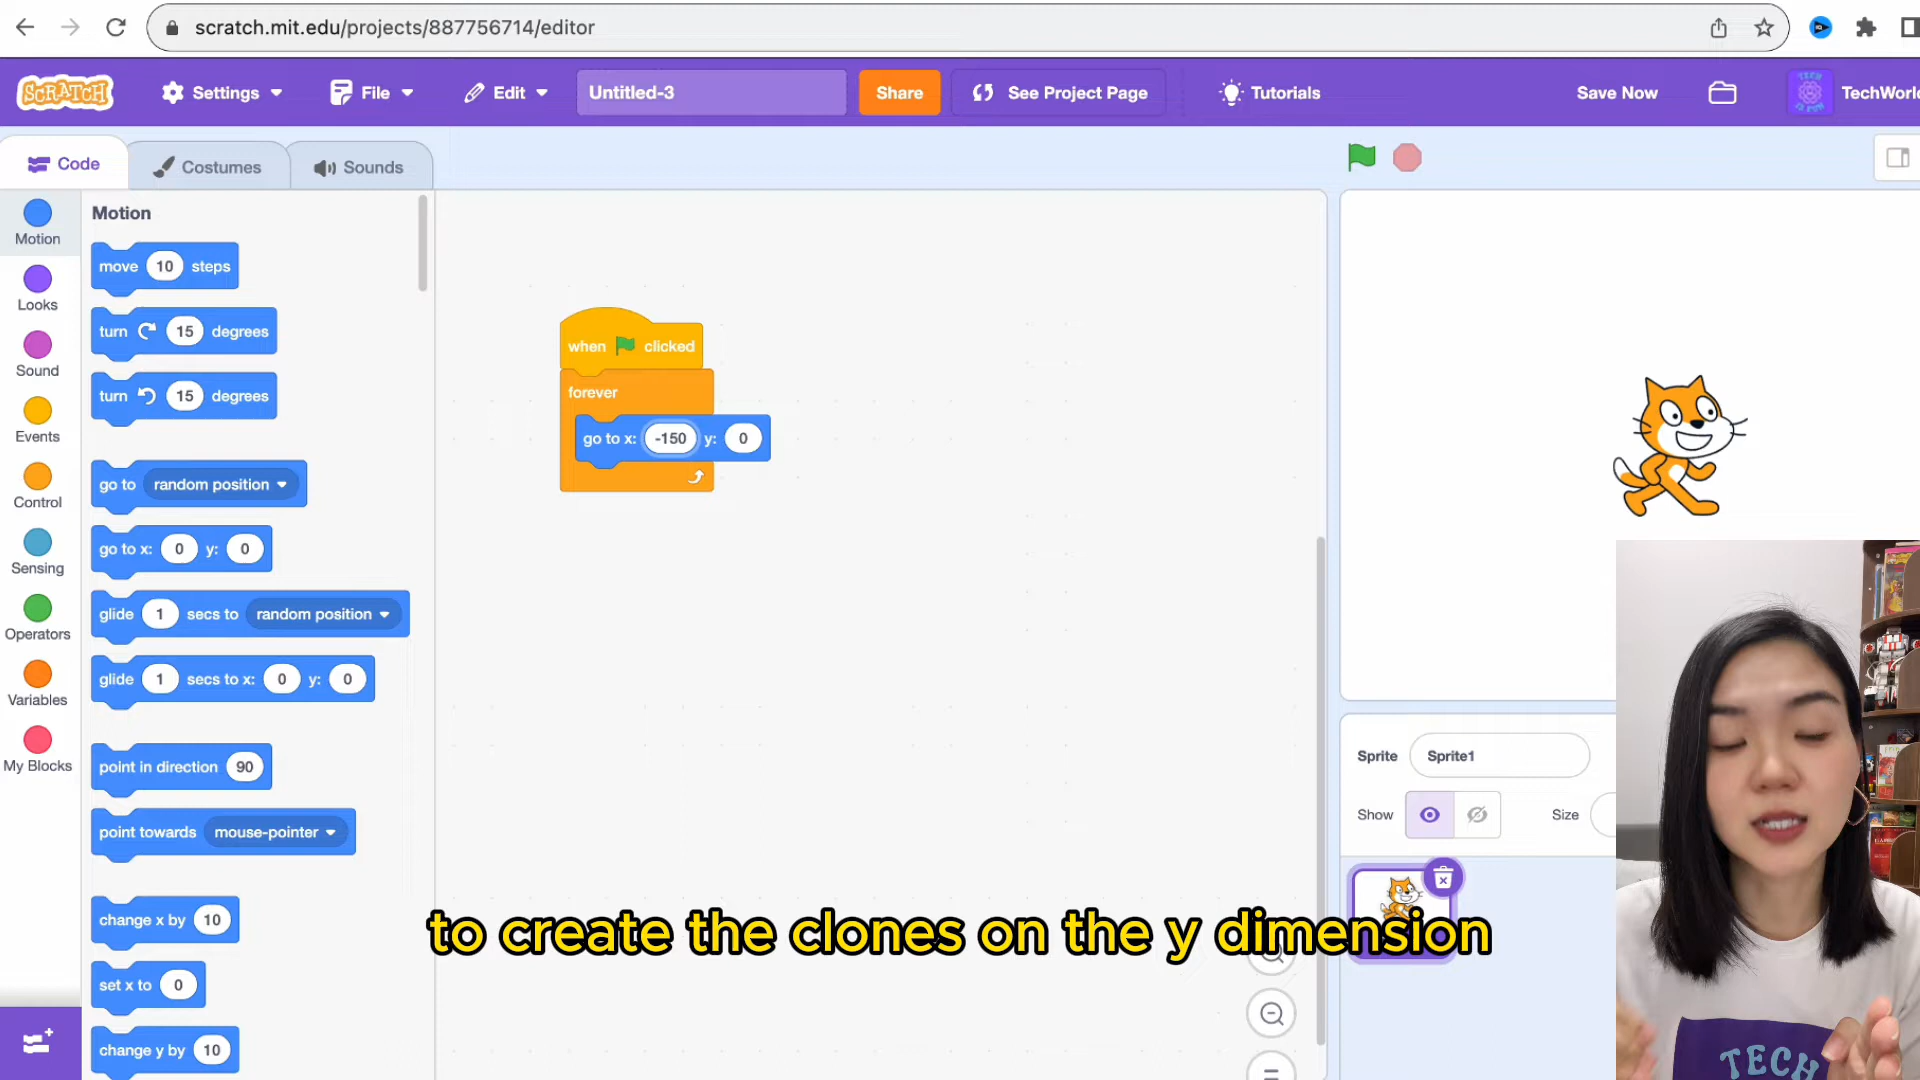 scratch.mit.edu/projects/887756714/editor
SCRATCH
Settings
File
Edit
Untitled-3
Share
See Project Page
Tutorials
Save Now
TECH
IS FUN
TechWorl
Code
Costumes
Sounds
Motion
Looks
Sound
Events
Control
Sensing
Operators
Variables
My Blocks
Motion
move 10 steps
turn 15 degrees
turn 15 degrees
go to random position
go to x: 0 y: 0
glide 1 secs to random position
glide 1 secs to x: 0 y: 0
point in direction 90
point towards mouse-pointer
change x by 10
set x to 0
change y by 10
when clicked
forever
go to x: -150 y: 0
Sprite Sprite1
Show
Size
to create the clones on the y dimension
TECH